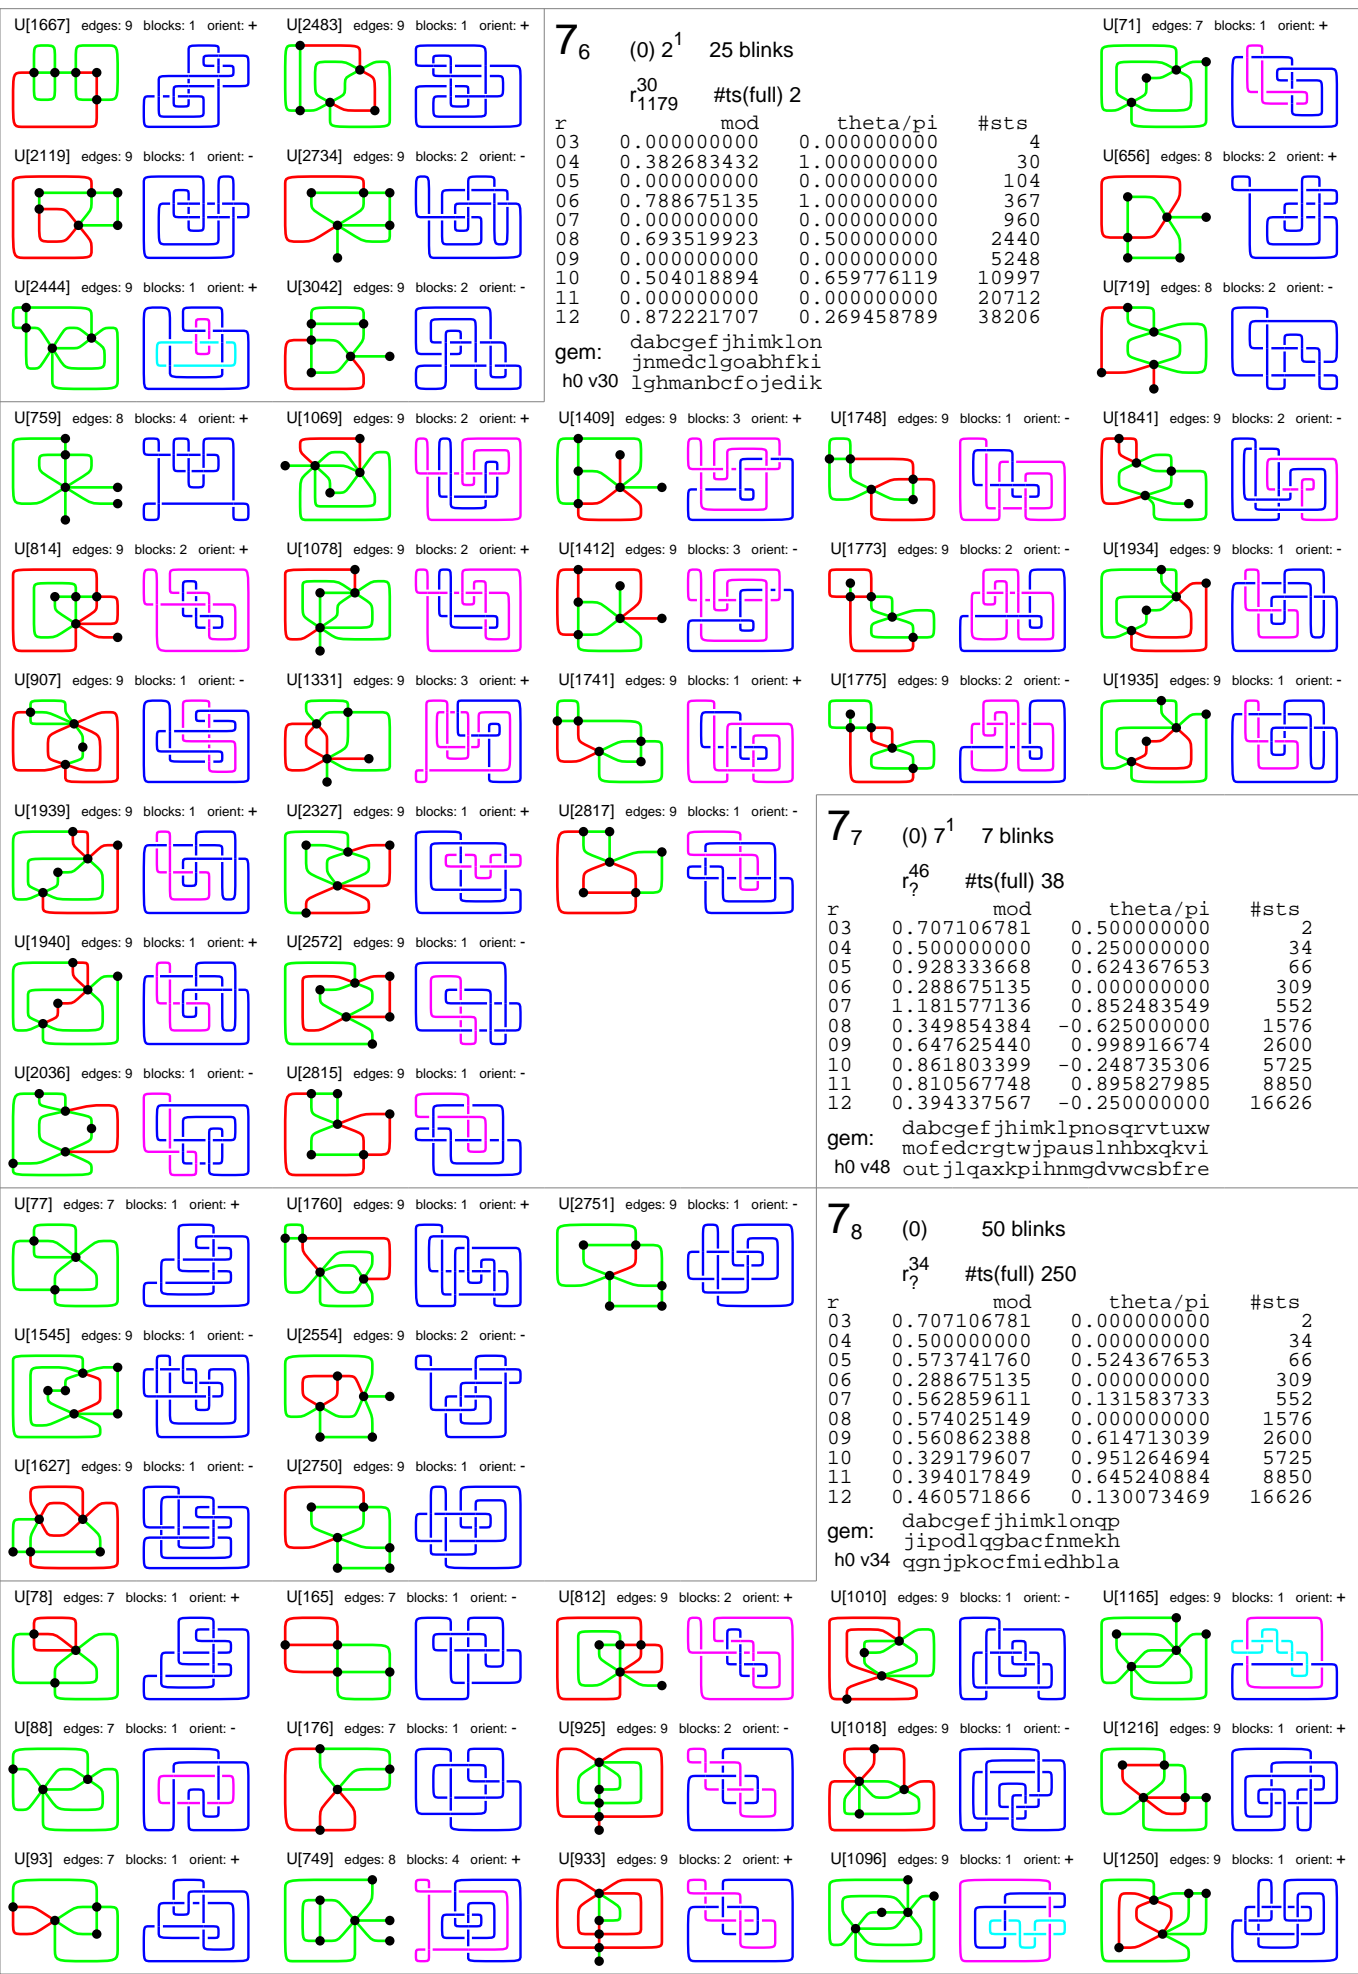 U[1667] edges: 9 blocks: 1 orient: +
U[2483] edges: 9 blocks: 1 orient: +
7_6 (0) 2^1 25 blinks
r^30_1179 #ts(full) 2
r mod theta/pi #sts
03 0.000000000 0.000000000 4
04 0.382683432 1.000000000 30
05 0.000000000 0.000000000 104
06 0.788675135 1.000000000 367
07 0.000000000 0.000000000 960
08 0.693519923 0.500000000 2440
09 0.000000000 0.000000000 5248
10 0.504018894 0.659776119 10997
11 0.000000000 0.000000000 20712
12 0.872221707 0.269458789 38206
gem: dabcgefjhimklon
jnmedclgoabhfki
h0 v30 lghmanbcfojedik
U[71] edges: 7 blocks: 1 orient: +
U[2119] edges: 9 blocks: 1 orient: -
U[2734] edges: 9 blocks: 2 orient: -
U[656] edges: 8 blocks: 2 orient: +
U[2444] edges: 9 blocks: 1 orient: +
U[3042] edges: 9 blocks: 2 orient: -
U[719] edges: 8 blocks: 2 orient: -
U[759] edges: 8 blocks: 4 orient: +
U[1069] edges: 9 blocks: 2 orient: +
U[1409] edges: 9 blocks: 3 orient: +
U[1748] edges: 9 blocks: 1 orient: -
U[1841] edges: 9 blocks: 2 orient: -
U[814] edges: 9 blocks: 2 orient: +
U[1078] edges: 9 blocks: 2 orient: +
U[1412] edges: 9 blocks: 3 orient: -
U[1773] edges: 9 blocks: 2 orient: -
U[1934] edges: 9 blocks: 1 orient: -
U[907] edges: 9 blocks: 1 orient: -
U[1331] edges: 9 blocks: 3 orient: +
U[1741] edges: 9 blocks: 1 orient: +
U[1775] edges: 9 blocks: 2 orient: -
U[1935] edges: 9 blocks: 1 orient: -
U[1939] edges: 9 blocks: 1 orient: +
U[2327] edges: 9 blocks: 1 orient: +
U[2817] edges: 9 blocks: 1 orient: -
7_7 (0) 7^1 7 blinks
r^46_? #ts(full) 38
r mod theta/pi #sts
03 0.707106781 0.500000000 2
04 0.500000000 0.250000000 34
05 0.928333668 0.624367653 66
06 0.288675135 0.000000000 309
07 1.181577136 0.852483549 552
08 0.349854384 -0.625000000 1576
09 0.647625440 0.998916674 2600
10 0.861803399 -0.248735306 5725
11 0.810567748 0.895827985 8850
12 0.394337567 -0.250000000 16626
gem: dabcgefjhimklpnosqrvtuxw
mofedcrgtwjpauslnhbxqkvi
h0 v48 outjlqaxkpihnmgdvwcsbfre
U[1940] edges: 9 blocks: 1 orient: +
U[2572] edges: 9 blocks: 1 orient: -
U[2036] edges: 9 blocks: 1 orient: -
U[2815] edges: 9 blocks: 1 orient: -
U[77] edges: 7 blocks: 1 orient: +
U[1760] edges: 9 blocks: 1 orient: +
U[2751] edges: 9 blocks: 1 orient: -
7_8 (0) 50 blinks
r^34_? #ts(full) 250
r mod theta/pi #sts
03 0.707106781 0.000000000 2
04 0.500000000 0.000000000 34
05 0.573741760 0.524367653 66
06 0.288675135 0.000000000 309
07 0.562859611 0.131583733 552
08 0.574025149 0.000000000 1576
09 0.560862388 0.614713039 2600
10 0.329179607 0.951264694 5725
11 0.394017849 0.645240884 8850
12 0.460571866 0.130073469 16626
gem: dabcgefjhimklonqp
jipodlqgbacfnmekh
h0 v34 qgnjpkocfmiedhbla
U[1545] edges: 9 blocks: 1 orient: -
U[2554] edges: 9 blocks: 2 orient: -
U[1627] edges: 9 blocks: 1 orient: -
U[2750] edges: 9 blocks: 1 orient: -
U[78] edges: 7 blocks: 1 orient: +
U[165] edges: 7 blocks: 1 orient: -
U[812] edges: 9 blocks: 2 orient: +
U[1010] edges: 9 blocks: 1 orient: -
U[1165] edges: 9 blocks: 1 orient: +
U[88] edges: 7 blocks: 1 orient: -
U[176] edges: 7 blocks: 1 orient: -
U[925] edges: 9 blocks: 2 orient: -
U[1018] edges: 9 blocks: 1 orient: -
U[1216] edges: 9 blocks: 1 orient: +
U[93] edges: 7 blocks: 1 orient: +
U[749] edges: 8 blocks: 4 orient: +
U[933] edges: 9 blocks: 2 orient: +
U[1096] edges: 9 blocks: 1 orient: +
U[1250] edges: 9 blocks: 1 orient: +